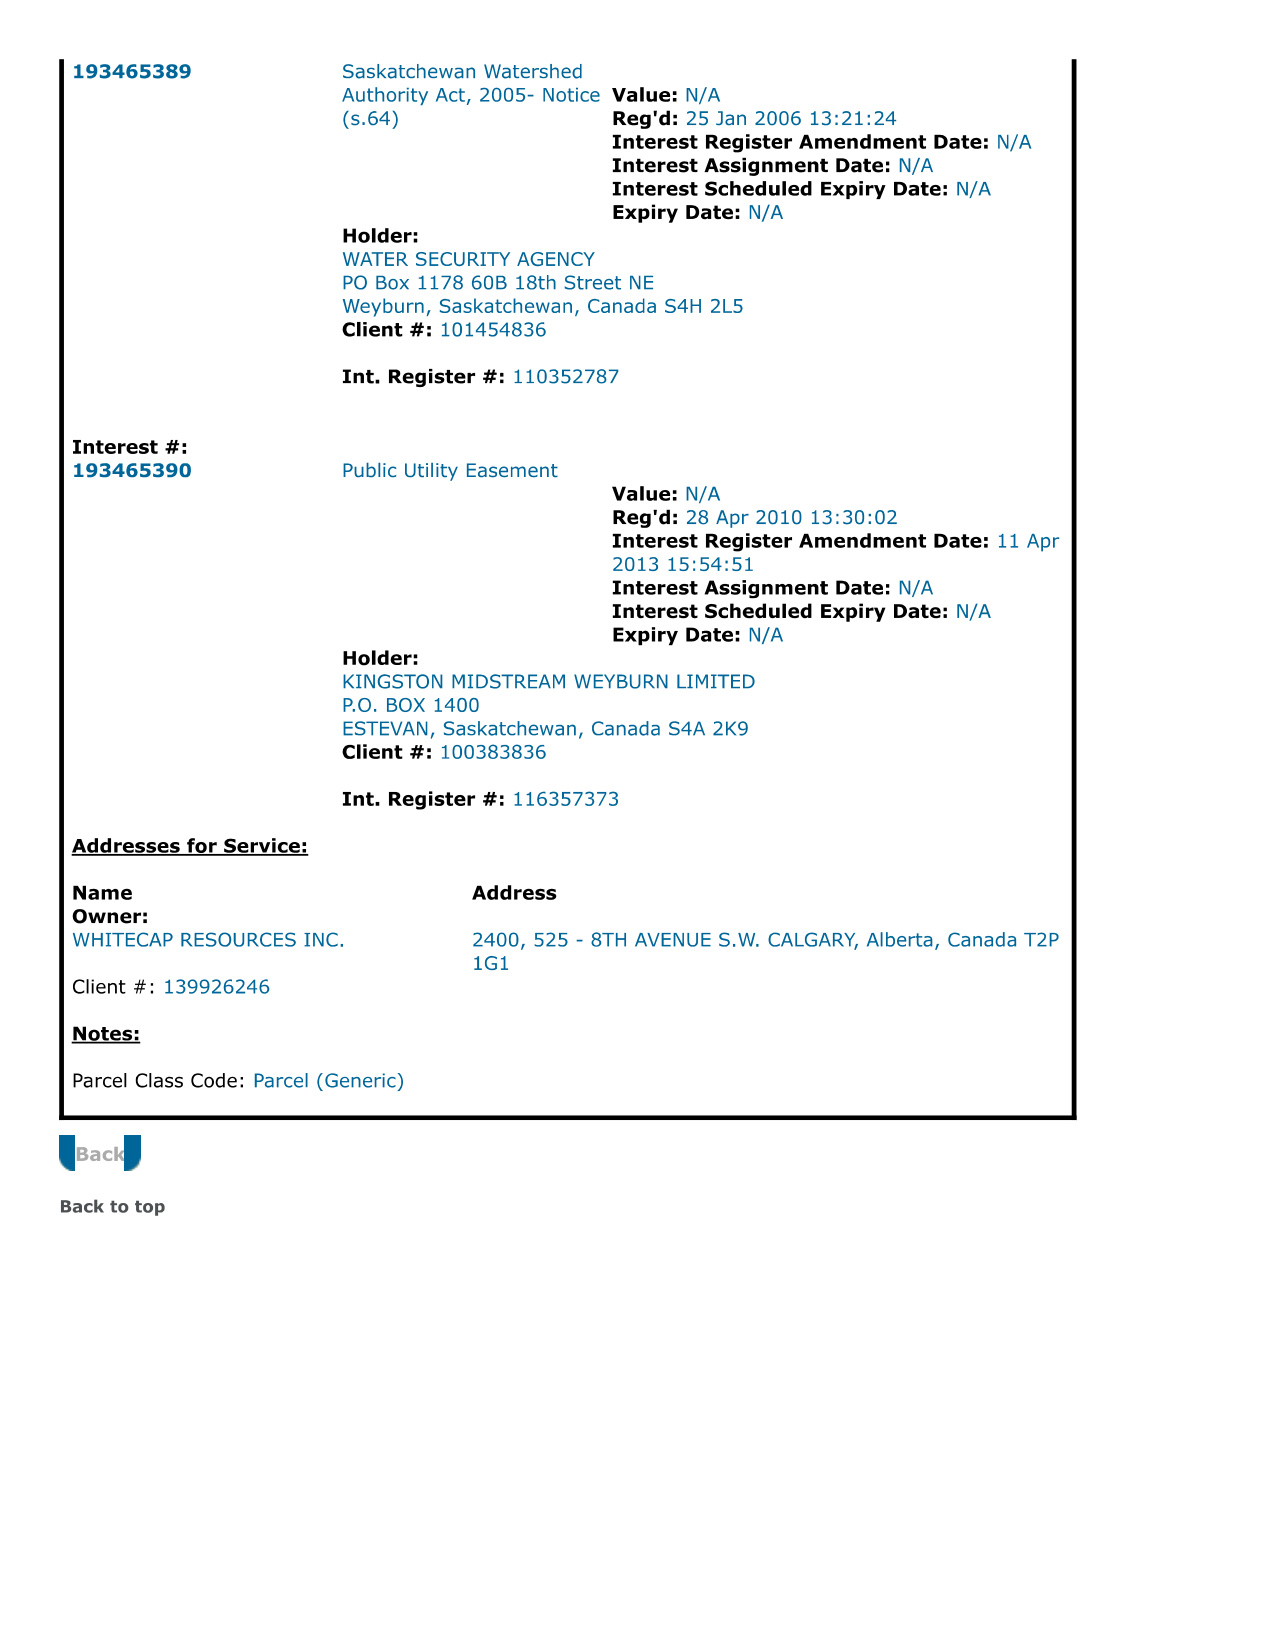 193465389 Saskatchewan Watershed
Authority Act, 2005- Notice Value: N/A
(s.64) Reg'd: 25 Jan 2006 13:21:24
Interest Register Amendment Date: N/A
Interest Assignment Date: N/A
Interest Scheduled Expiry Date: N/A
Expiry Date: N/A
Holder:
WATER SECURITY AGENCY
PO Box 1178 60B 18th Street NE
Weyburn, Saskatchewan, Canada S4H 2L5
Client #: 101454836
Int. Register #: 110352787
Interest #:
193465390 Public Utility Easement
Value: N/A
Reg'd: 28 Apr 2010 13:30:02
Interest Register Amendment Date: 11 Apr
2013 15:54:51
Interest Assignment Date: N/A
Interest Scheduled Expiry Date: N/A
Expiry Date: N/A
Holder:
KINGSTON MIDSTREAM WEYBURN LIMITED
P.O. BOX 1400
ESTEVAN, Saskatchewan, Canada S4A 2K9
Client #: 100383836
Int. Register #: 116357373
Addresses for Service:
Name Address
Owner:
WHITECAP RESOURCES INC. 2400, 525 - 8TH AVENUE S.W. CALGARY, Alberta, Canada T2P
1G1
Client #: 139926246
Notes:
Parcel Class Code: Parcel (Generic)
Back
Back to top